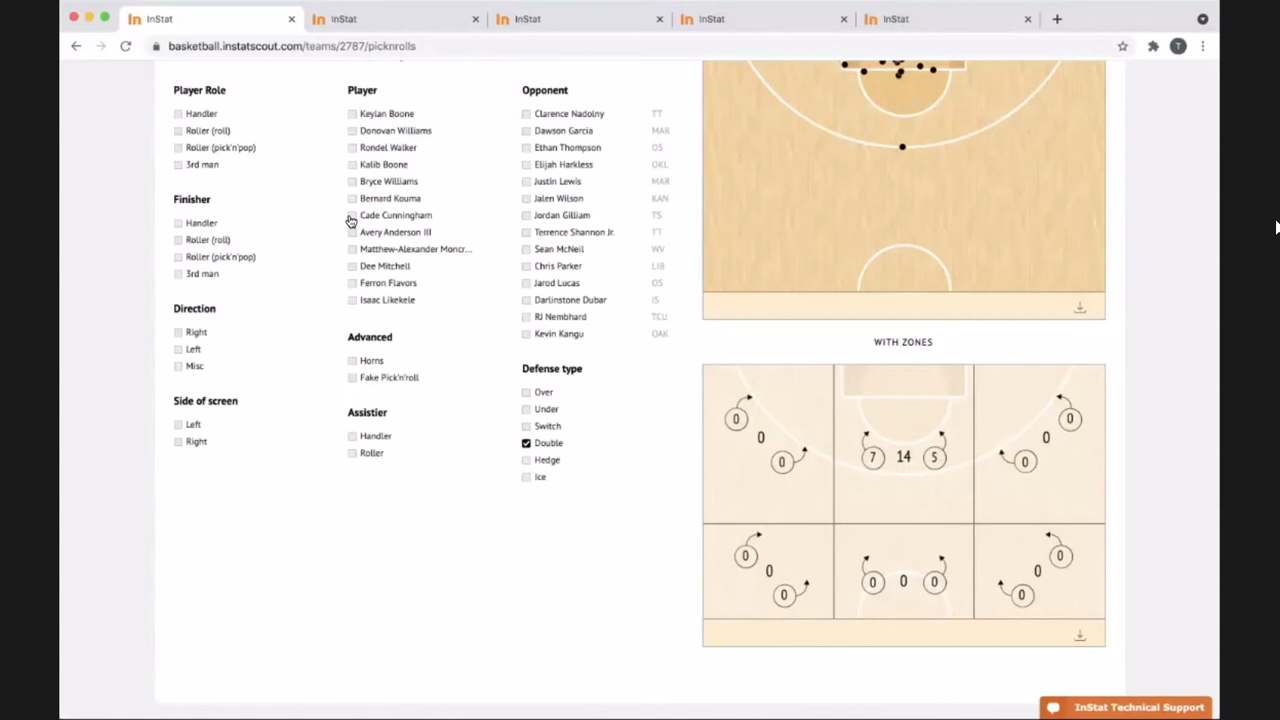 InStat
InStat
InStat
InStat
InStat
basketball.instatscout.com/teams/2787/picknrolls
T
Player Role
Handler
Roller (roll)
Roller (pick'n'pop)
3rd man
Finisher
Handler
Roller (roll)
Roller (pick'n'pop)
3rd man
Direction
Right
Left
Misc
Side of screen
Left
Right
Player
Keylan Boone
Donovan Williams
Rondel Walker
Kalib Boone
Bryce Williams
Bernard Kouma
Cade Cunningham
Avery Anderson III
Matthew-Alexander Moncr...
Dee Mitchell
Ferron Flavors
Isaac Likekele
Advanced
Horns
Fake Pick'n'roll
Assistier
Handler
Roller
Opponent
Clarence Nadolny TT
Dawson Garcia MAR
Ethan Thompson OS
Elijah Harkless OKL
Justin Lewis MAR
Jalen Wilson KAN
Jordan Gilliam TS
Terrence Shannon Jr. TT
Sean McNeil WV
Chris Parker LIB
Jarod Lucas OS
Darlinstone Dubar IS
RJ Nembhard TCU
Kevin Kangu OAK
Defense type
Over
Under
Switch
Double
Hedge
Ice
WITH ZONES
0 0 0
7 14 5
0 0 0
0 0 0
0 0 0
0 0 0
InStat Technical Support